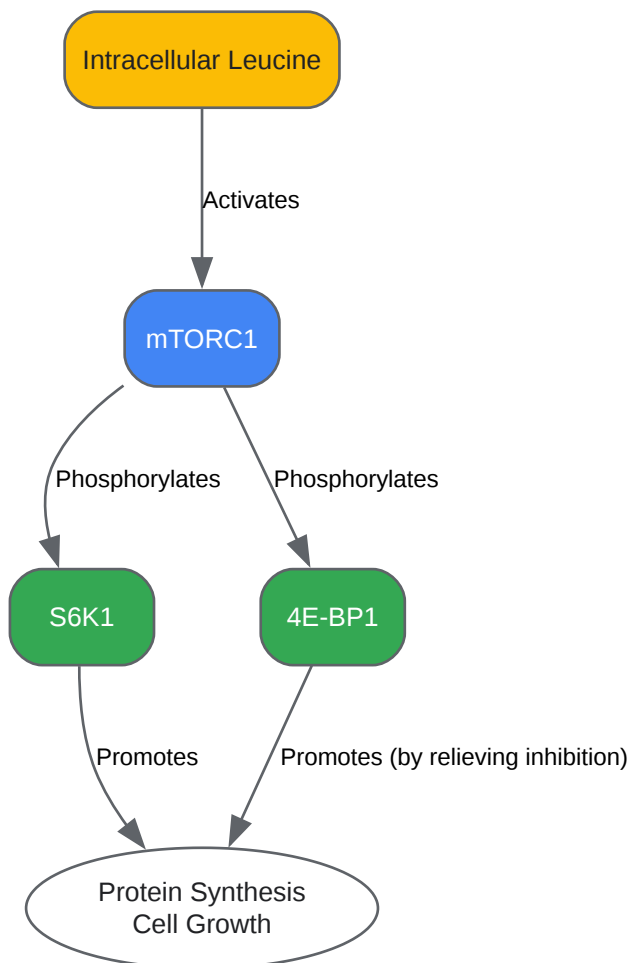 Intracellular Leucine
Activates
mTORC1
Phosphorylates
Phosphorylates
S6K1
4E-BP1
Promotes
Promotes (by relieving inhibition)
Protein Synthesis
Cell Growth